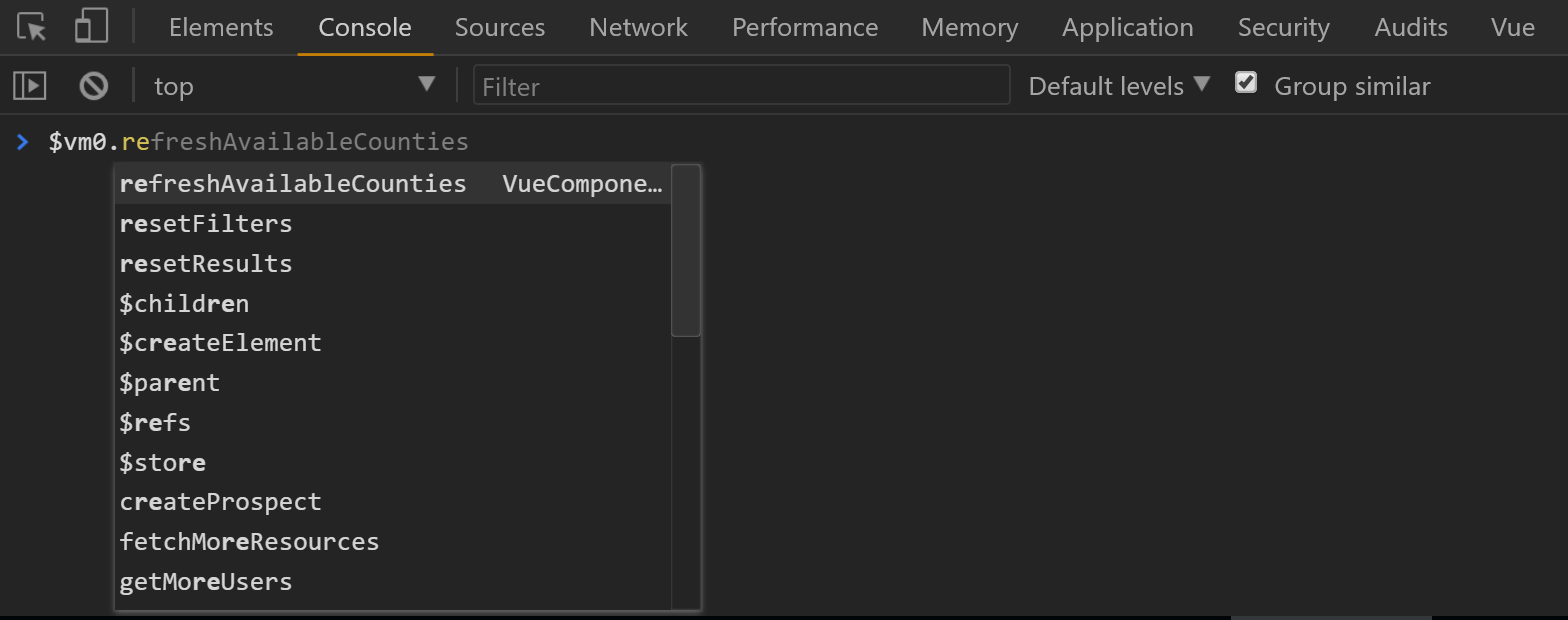 Elements Console Sources Network Performance Memory Application Security Audits Vue
top Filter Default levels Group similar
> $vm0.refreshAvailableCounties
refreshAvailableCounties VueCompone…
resetFilters
resetResults
$children
$createElement
$parent
$refs
$store
createProspect
fetchMoreResources
getMoreUsers